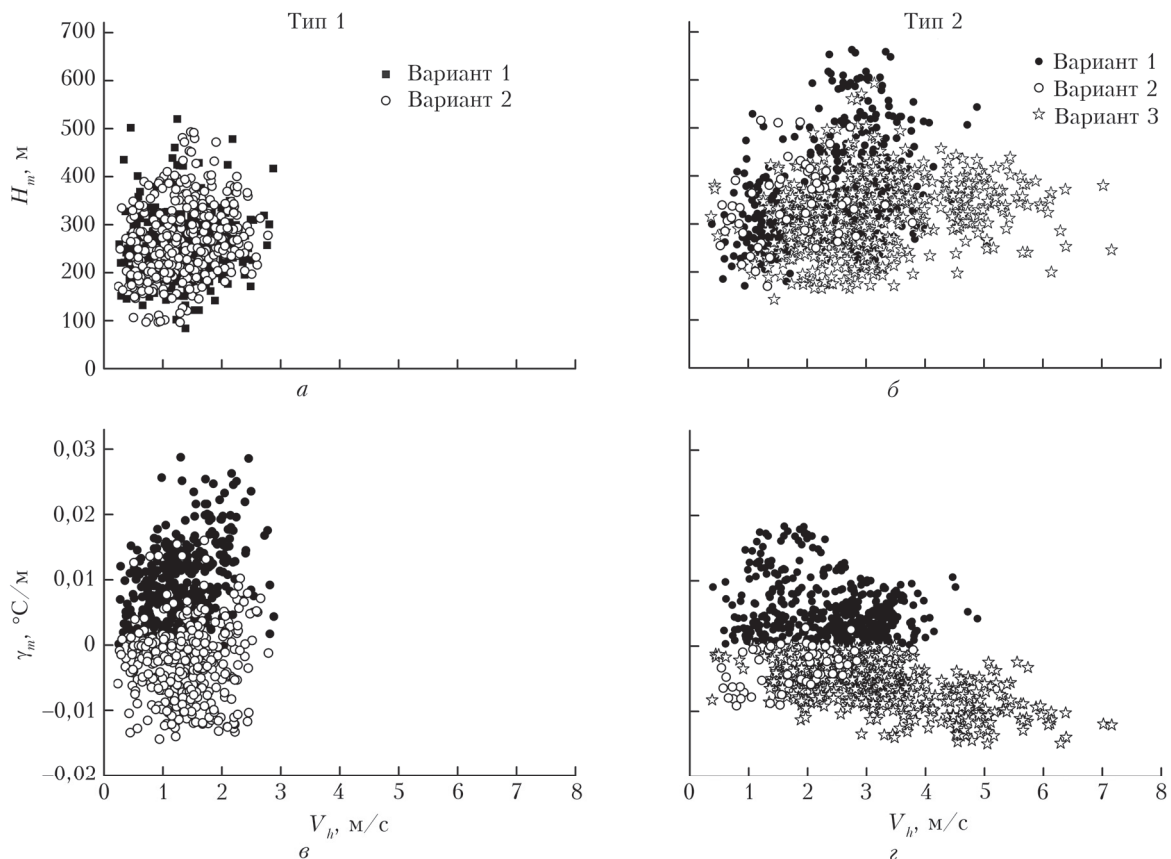 Тип 1
Тип 2
700
600
500
400
300
200
100
0
H_m, м
Вариант 1
Вариант 2
Вариант 1
Вариант 2
Вариант 3
а
б
0,03
0,02
0,01
0
–0,01
–0,02
γ_m, °С/м
0 1 2 3 4 5 6 7 8
0 1 2 3 4 5 6 7 8
V_h, м/с
V_h, м/с
в
г